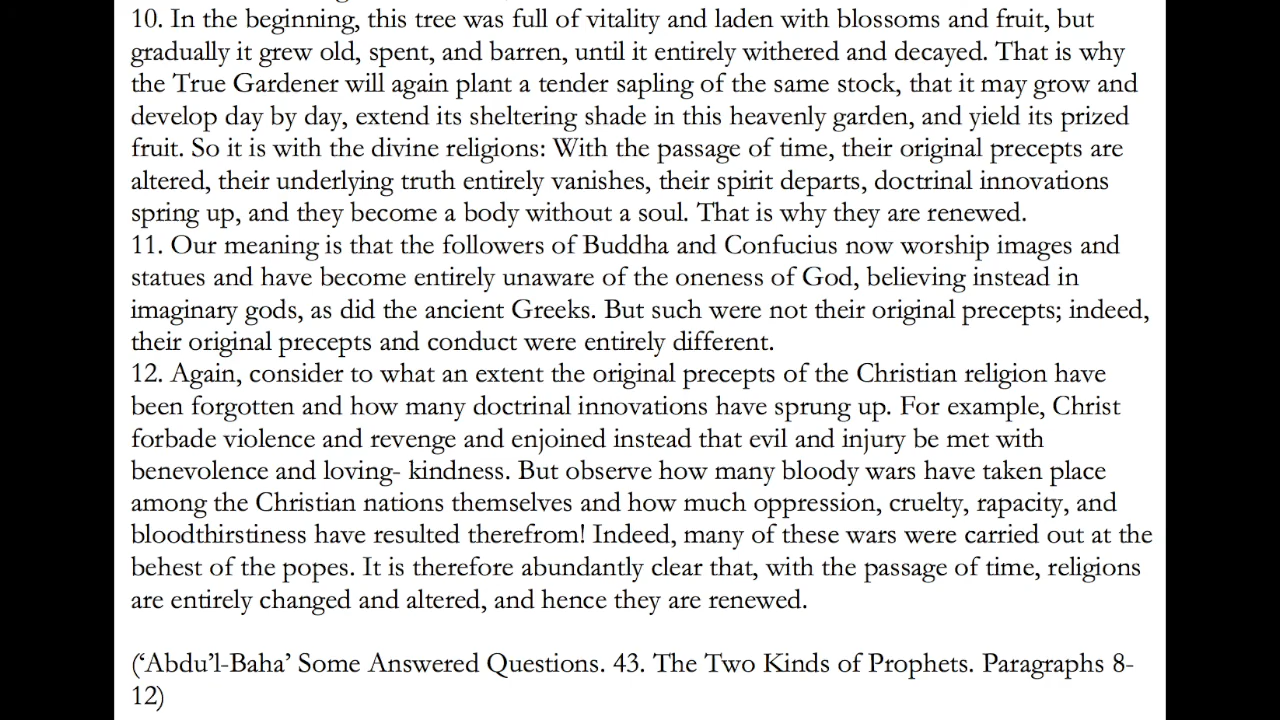 10. In the beginning, this tree was full of vitality and laden with blossoms and fruit, but
gradually it grew old, spent, and barren, until it entirely withered and decayed. That is why
the True Gardener will again plant a tender sapling of the same stock, that it may grow and
develop day by day, extend its sheltering shade in this heavenly garden, and yield its prized
fruit. So it is with the divine religions: With the passage of time, their original precepts are
altered, their underlying truth entirely vanishes, their spirit departs, doctrinal innovations
spring up, and they become a body without a soul. That is why they are renewed.
11. Our meaning is that the followers of Buddha and Confucius now worship images and
statues and have become entirely unaware of the oneness of God, believing instead in
imaginary gods, as did the ancient Greeks. But such were not their original precepts; indeed,
their original precepts and conduct were entirely different.
12. Again, consider to what an extent the original precepts of the Christian religion have
been forgotten and how many doctrinal innovations have sprung up. For example, Christ
forbade violence and revenge and enjoined instead that evil and injury be met with
benevolence and loving- kindness. But observe how many bloody wars have taken place
among the Christian nations themselves and how much oppression, cruelty, rapacity, and
bloodthirstiness have resulted therefrom! Indeed, many of these wars were carried out at the
behest of the popes. It is therefore abundantly clear that, with the passage of time, religions
are entirely changed and altered, and hence they are renewed.
(‘Abdu’l-Baha’ Some Answered Questions. 43. The Two Kinds of Prophets. Paragraphs 8-
12)